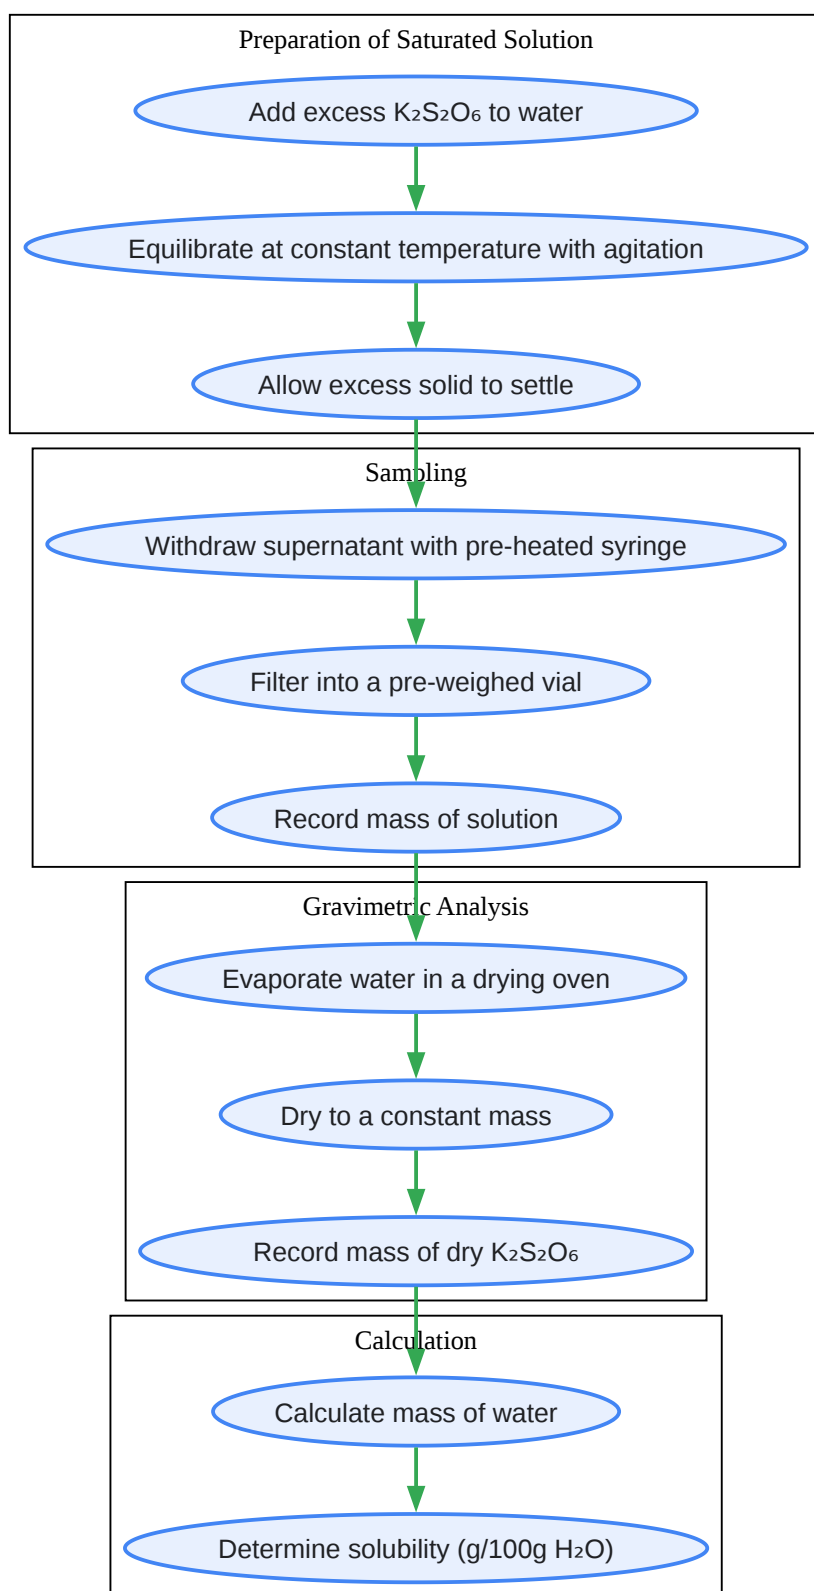 Preparation of Saturated Solution
Add excess K₂S₂O₆ to water
Equilibrate at constant temperature with agitation
Allow excess solid to settle
Sampling
Withdraw supernatant with pre-heated syringe
Filter into a pre-weighed vial
Record mass of solution
Gravimetric Analysis
Evaporate water in a drying oven
Dry to a constant mass
Record mass of dry K₂S₂O₆
Calculation
Calculate mass of water
Determine solubility (g/100g H₂O)